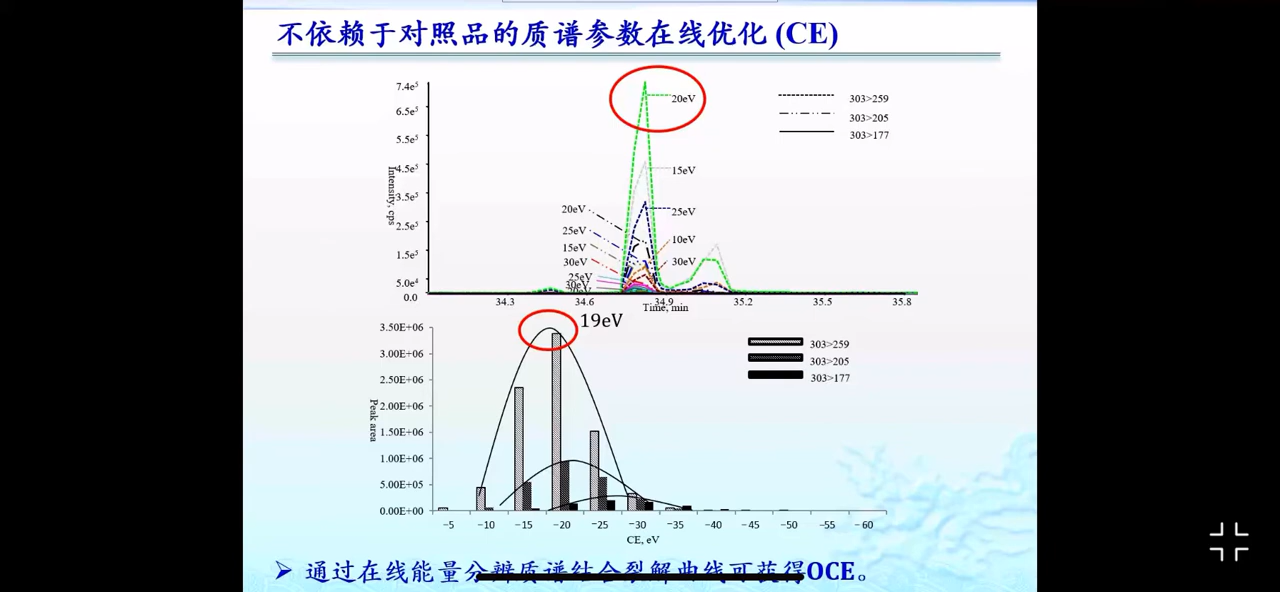 不依赖于对照品的质谱参数在线优化 (CE)
7.4e⁵
6.5e⁵
5.5e⁵
4.5e⁵
3.5e⁵
2.5e⁵
1.5e⁵
5.0e⁴
0.0
Intensity, cps
20eV
15eV
25eV
10eV
30eV
20eV
25eV
15eV
30eV
25eV
30eV
303>259
303>205
303>177
34.3
34.6
34.9
35.2
35.5
35.8
Time, min
19eV
3.50E+06
3.00E+06
2.50E+06
2.00E+06
1.50E+06
1.00E+06
5.00E+05
0.00E+00
Peak area
303>259
303>205
303>177
−5
−10
−15
−20
−25
−30
−35
−40
−45
−50
−55
−60
CE, eV
➢ 通过在线能量分辨质谱结合裂解曲线可获得OCE。